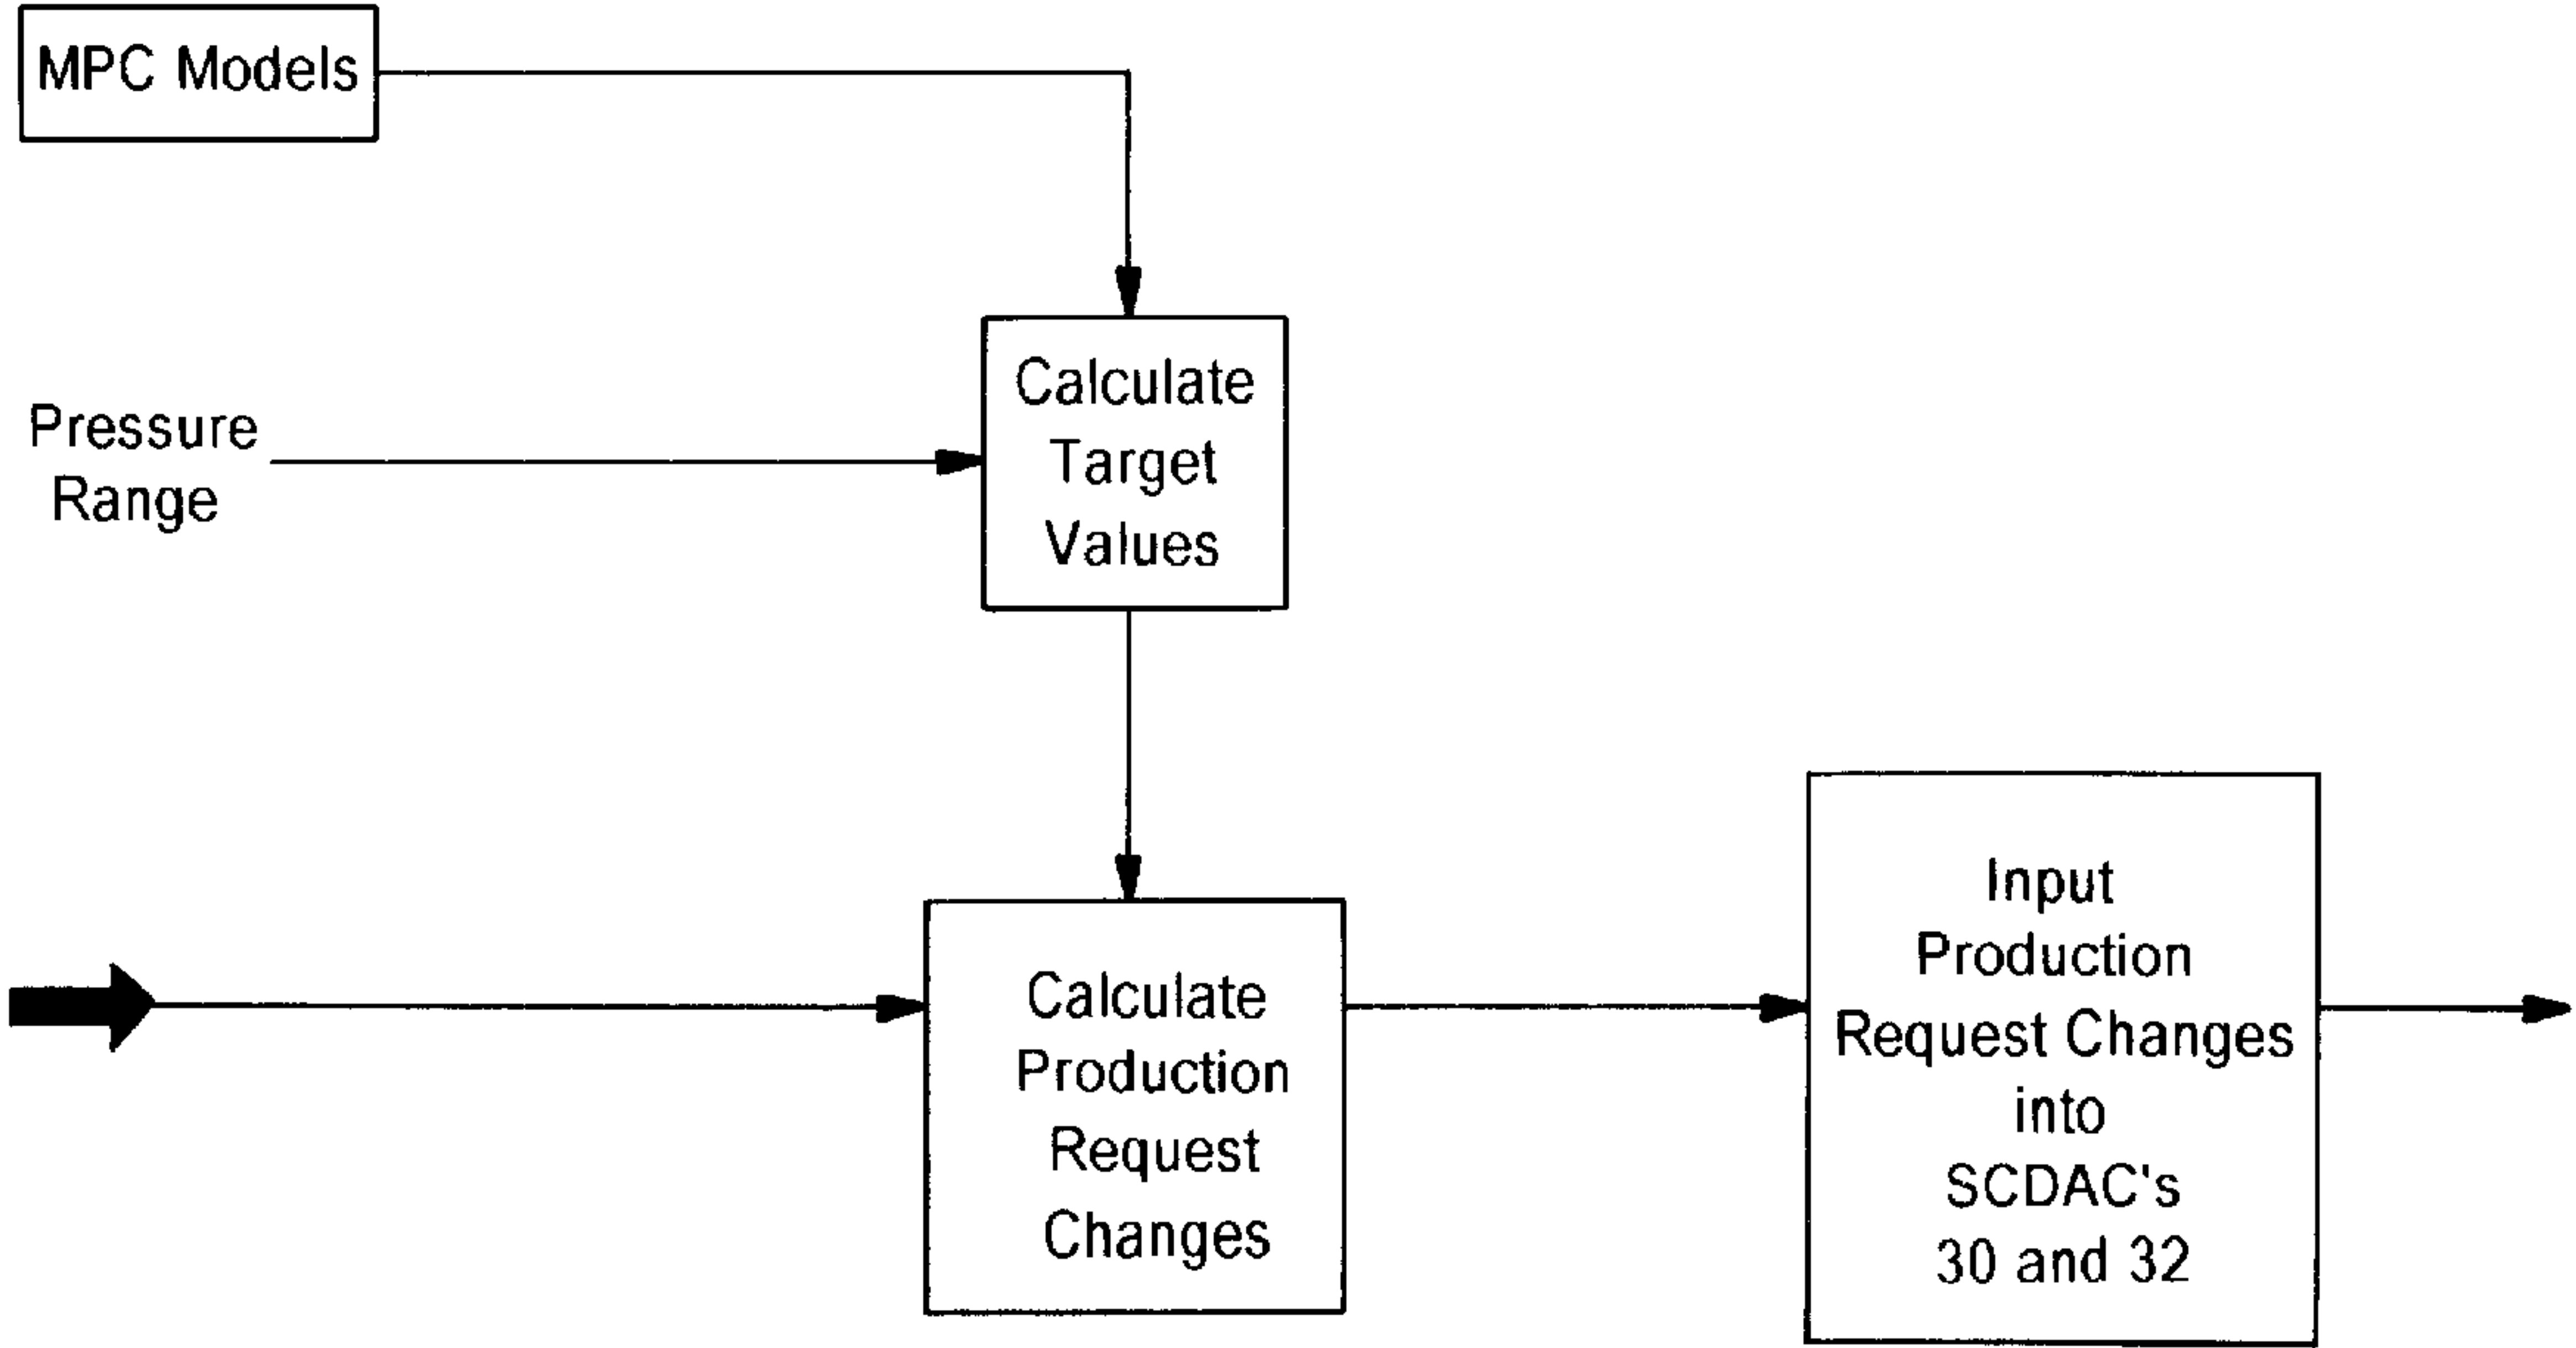 MPC Models
Calculate
Target
Values
Pressure
Range
Calculate
Production
Request
Changes
Input
Production
Request Changes
into
SCDAC's
30 and 32